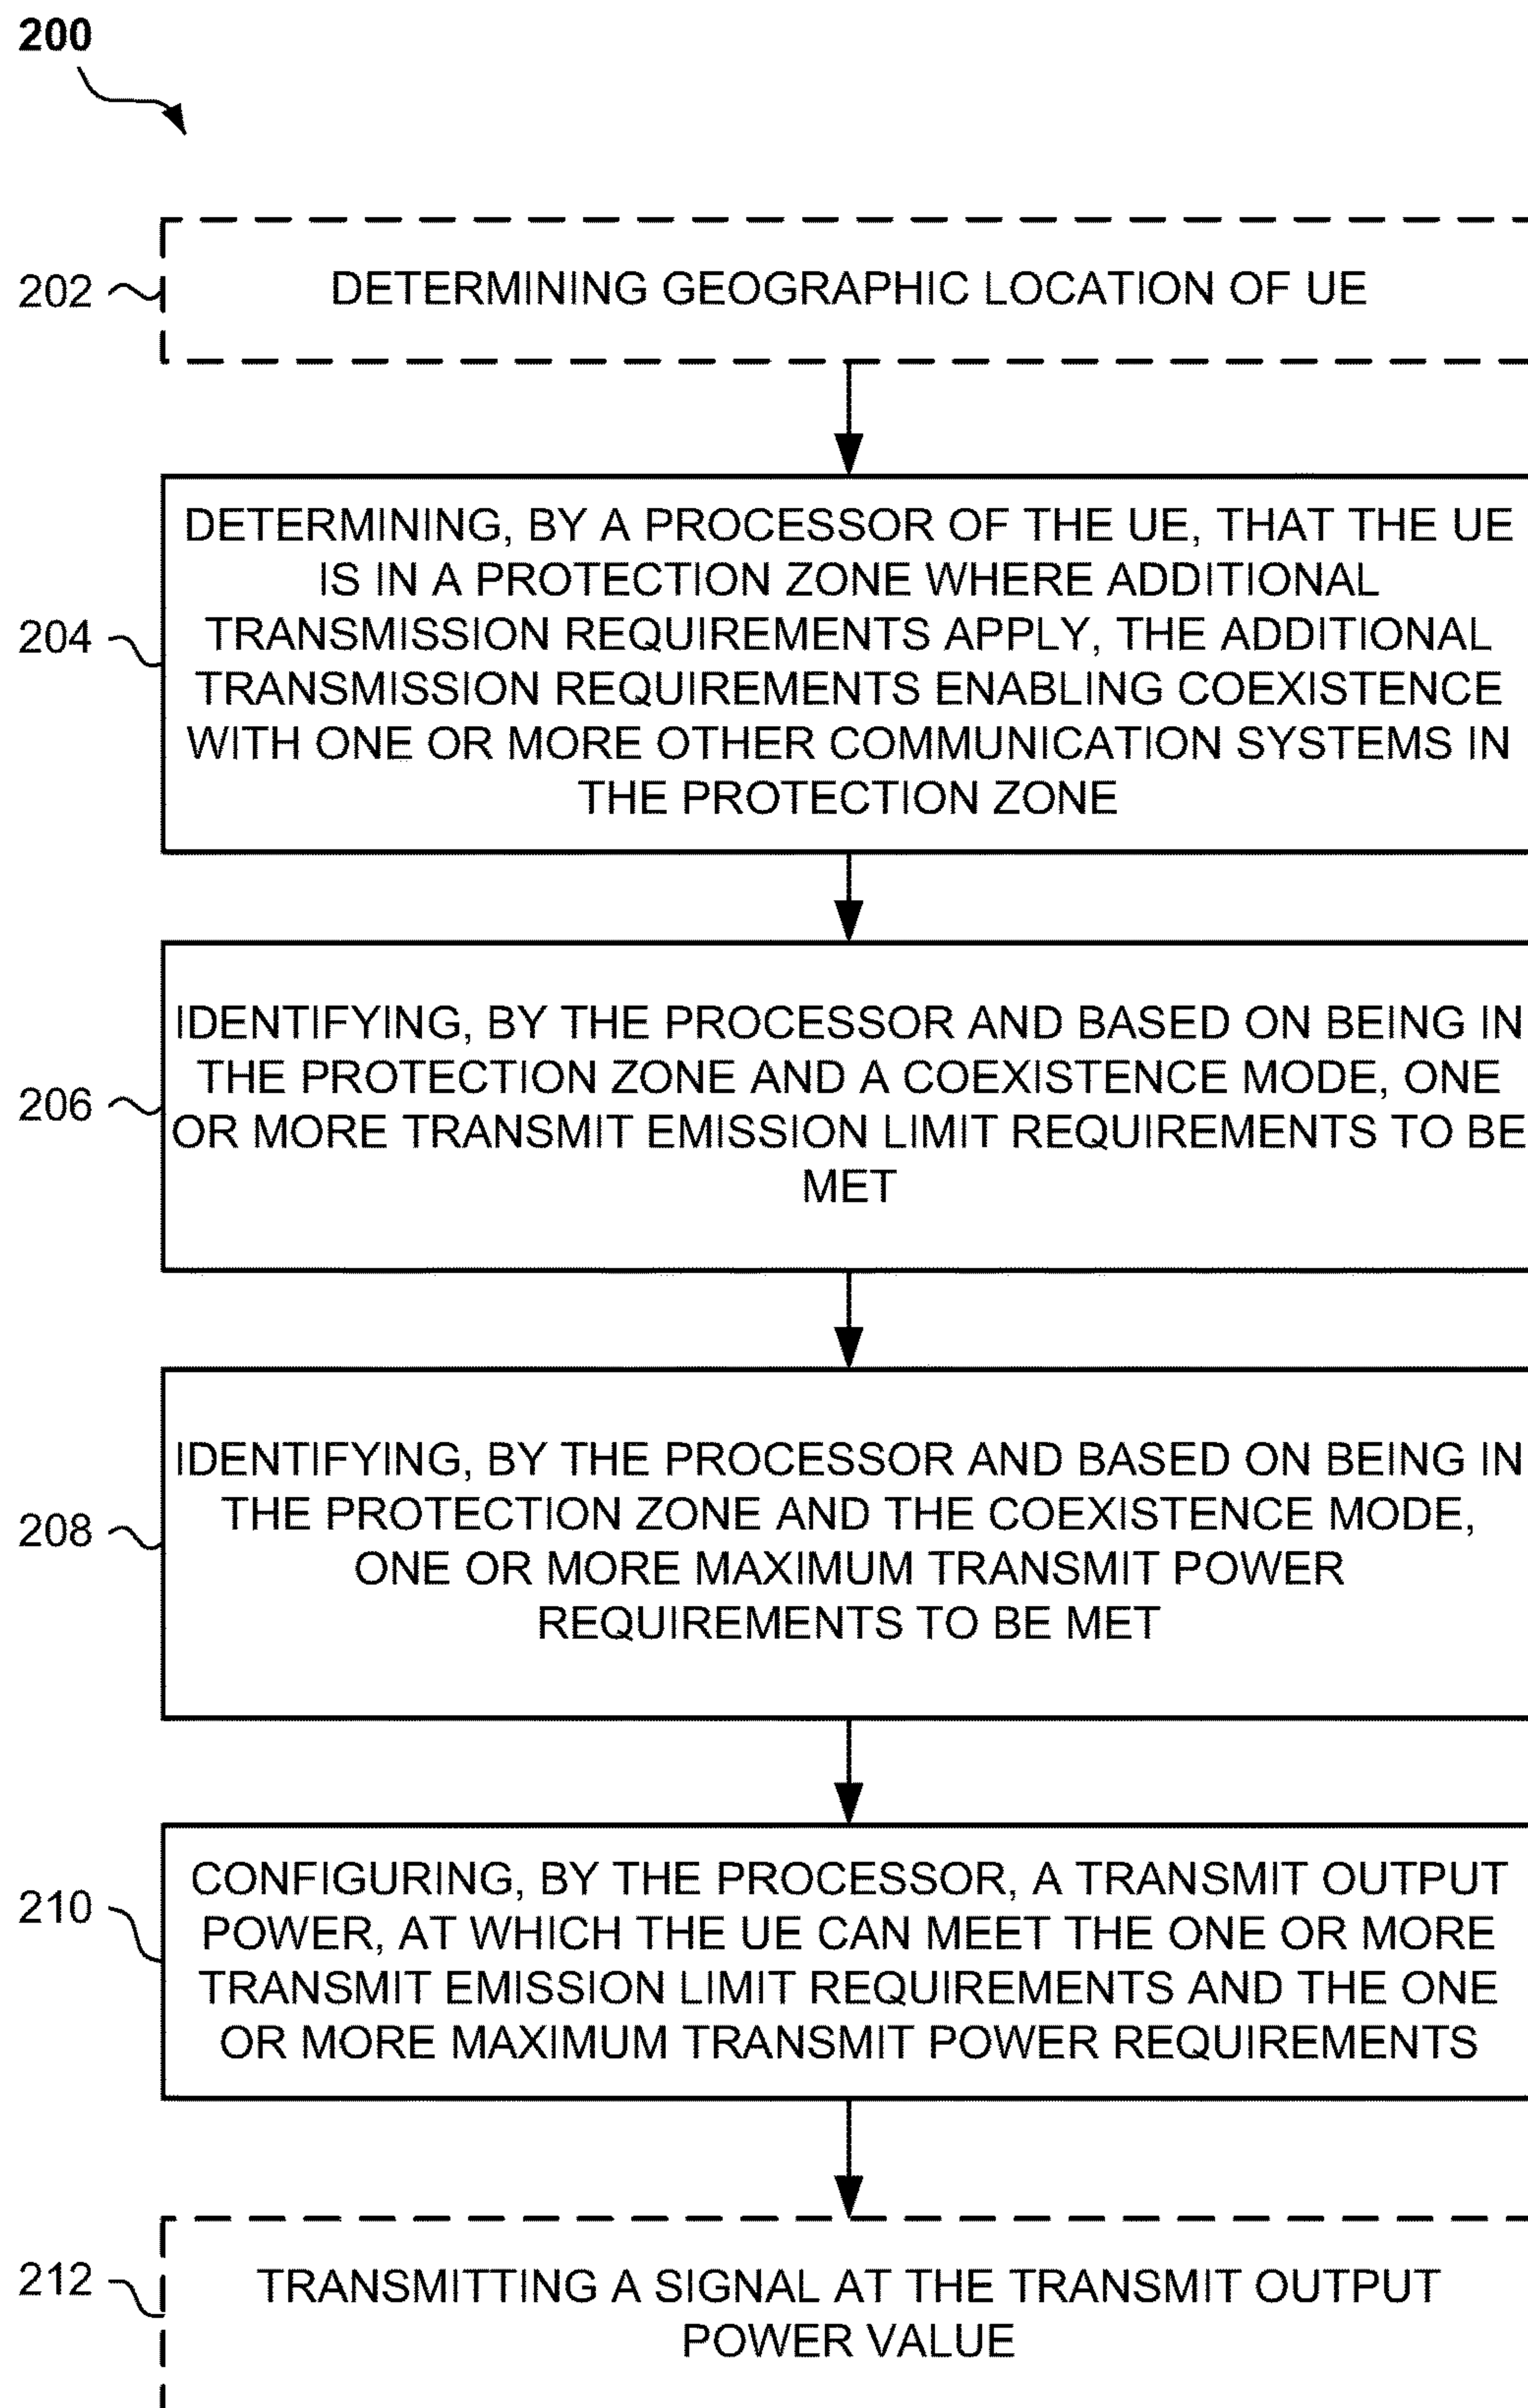 200
202
DETERMINING GEOGRAPHIC LOCATION OF UE
204
DETERMINING, BY A PROCESSOR OF THE UE, THAT THE UE
IS IN A PROTECTION ZONE WHERE ADDITIONAL
TRANSMISSION REQUIREMENTS APPLY, THE ADDITIONAL
TRANSMISSION REQUIREMENTS ENABLING COEXISTENCE
WITH ONE OR MORE OTHER COMMUNICATION SYSTEMS IN
THE PROTECTION ZONE
206
IDENTIFYING, BY THE PROCESSOR AND BASED ON BEING IN
THE PROTECTION ZONE AND A COEXISTENCE MODE, ONE
OR MORE TRANSMIT EMISSION LIMIT REQUIREMENTS TO BE
MET
208
IDENTIFYING, BY THE PROCESSOR AND BASED ON BEING IN
THE PROTECTION ZONE AND THE COEXISTENCE MODE,
ONE OR MORE MAXIMUM TRANSMIT POWER
REQUIREMENTS TO BE MET
210
CONFIGURING, BY THE PROCESSOR, A TRANSMIT OUTPUT
POWER, AT WHICH THE UE CAN MEET THE ONE OR MORE
TRANSMIT EMISSION LIMIT REQUIREMENTS AND THE ONE
OR MORE MAXIMUM TRANSMIT POWER REQUIREMENTS
212
TRANSMITTING A SIGNAL AT THE TRANSMIT OUTPUT
POWER VALUE